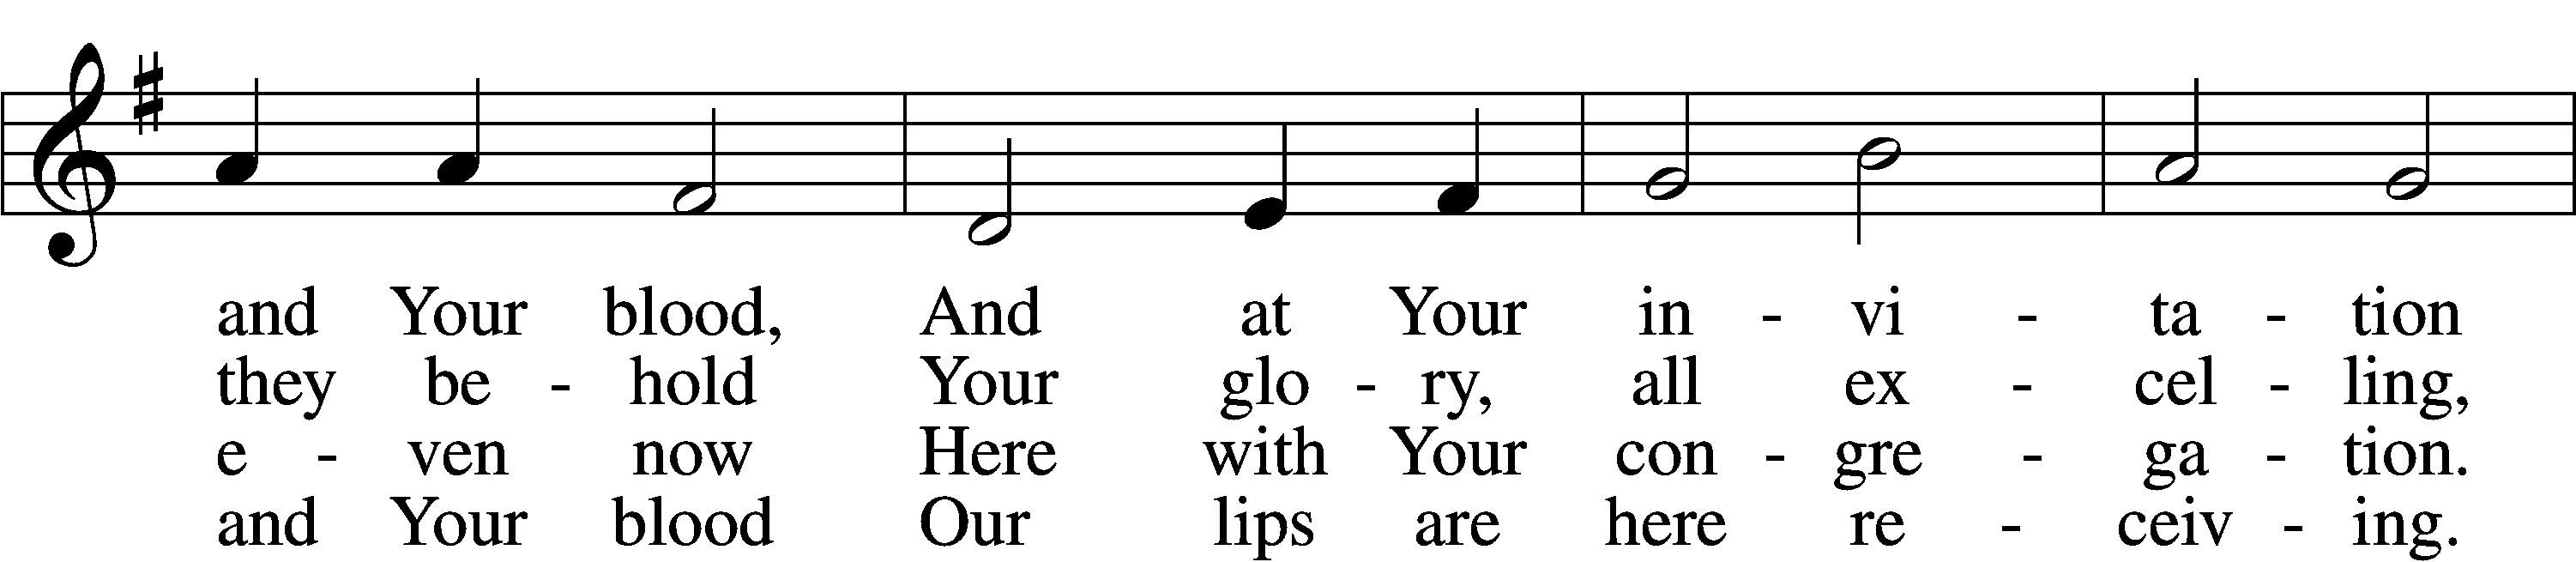 and Your blood, And at Your in - vi - ta - tion
they be - hold Your glo - ry, all ex - cel - ling,
e - ven now Here with Your con - gre - ga - tion.
and Your blood Our lips are here re - ceiv - ing.